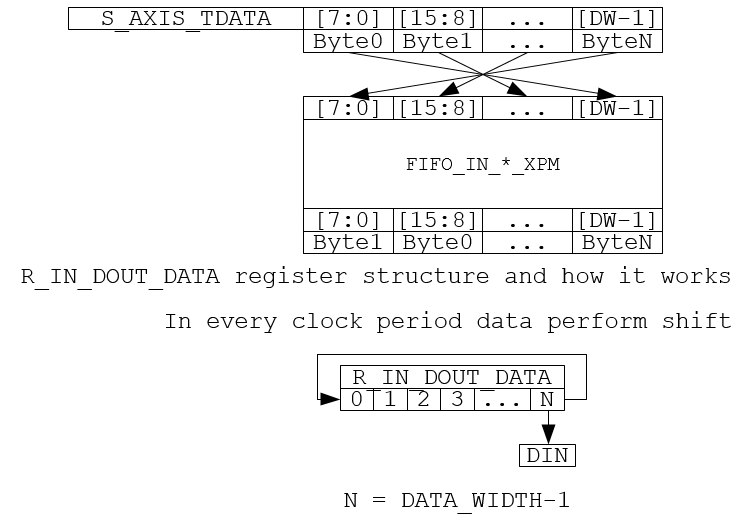 S_AXIS_TDATA [7:0] [15:8] ... [DW-1]
Byte0 Byte1 ... ByteN
[7:0] [15:8] ... [DW-1]
FIFO_IN_*_XPM
[7:0] [15:8] ... [DW-1]
Byte1 Byte0 ... ByteN
R_IN_DOUT_DATA register structure and how it works
In every clock period data perform shift
R_IN_DOUT_DATA
0 1 2 3 ... N
DIN
N = DATA_WIDTH-1